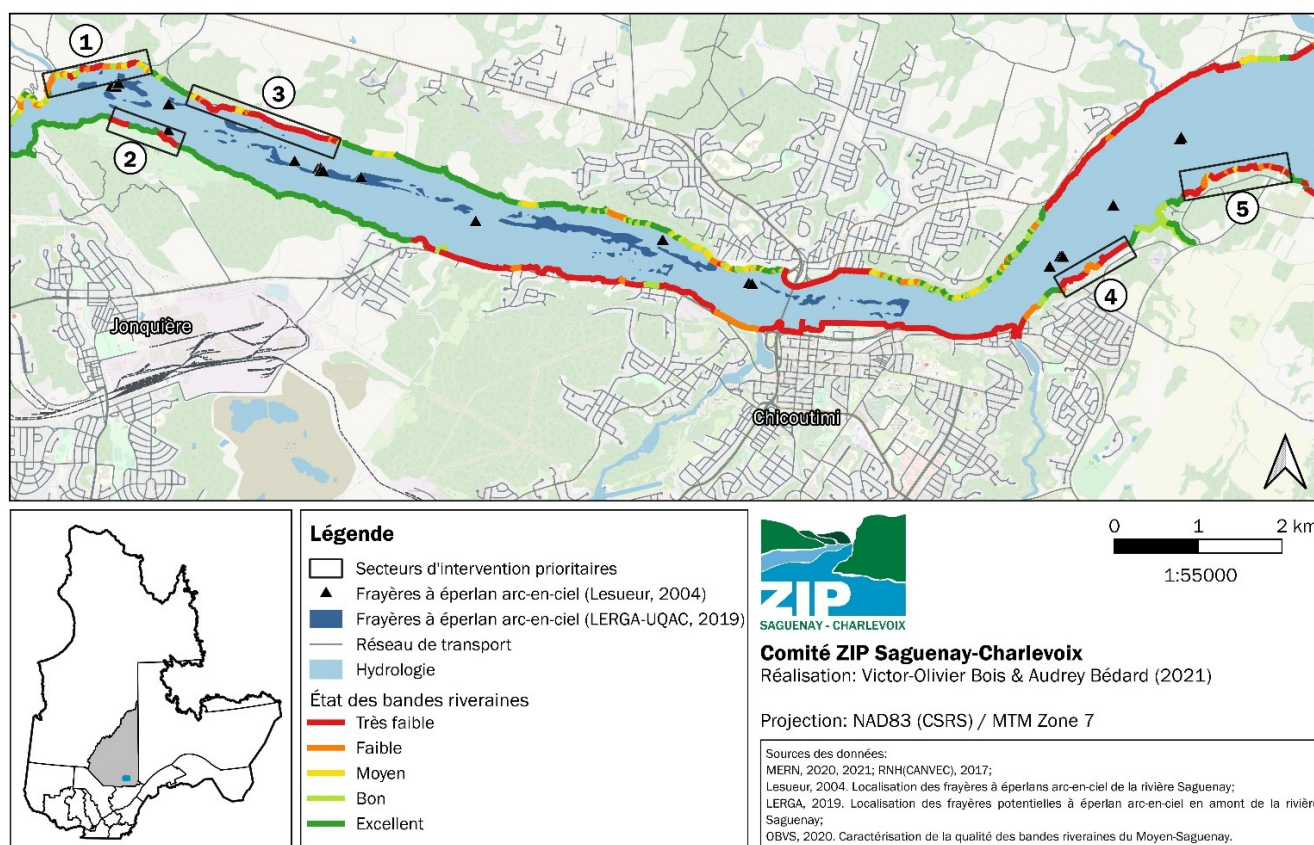 1
3
2
5
4
Jonquière
Chicoutimi
Légende
Secteurs d'intervention prioritaires
Frayères à éperlan arc-en-ciel (Lesueur, 2004)
Frayères à éperlan arc-en-ciel (LERGA-UQAC, 2019)
Réseau de transport
Hydrologie
État des bandes riveraines
Très faible
Faible
Moyen
Bon
Excellent
ZIP
SAGUENAY - CHARLEVOIX
0 1 2 km
1:55000
Comité ZIP Saguenay-Charlevoix
Réalisation: Victor-Olivier Bois & Audrey Bédard (2021)
Projection: NAD83 (CSRS) / MTM Zone 7
Sources des données:
MERN, 2020, 2021; RNH(CANVEC), 2017;
Lesueur, 2004. Localisation des frayères à éperlans arc-en-ciel de la rivière Saguenay;
LERGA, 2019. Localisation des frayères potentielles à éperlan arc-en-ciel en amont de la rivière
Saguenay;
OBVS, 2020. Caractérisation de la qualité des bandes riveraines du Moyen-Saguenay.